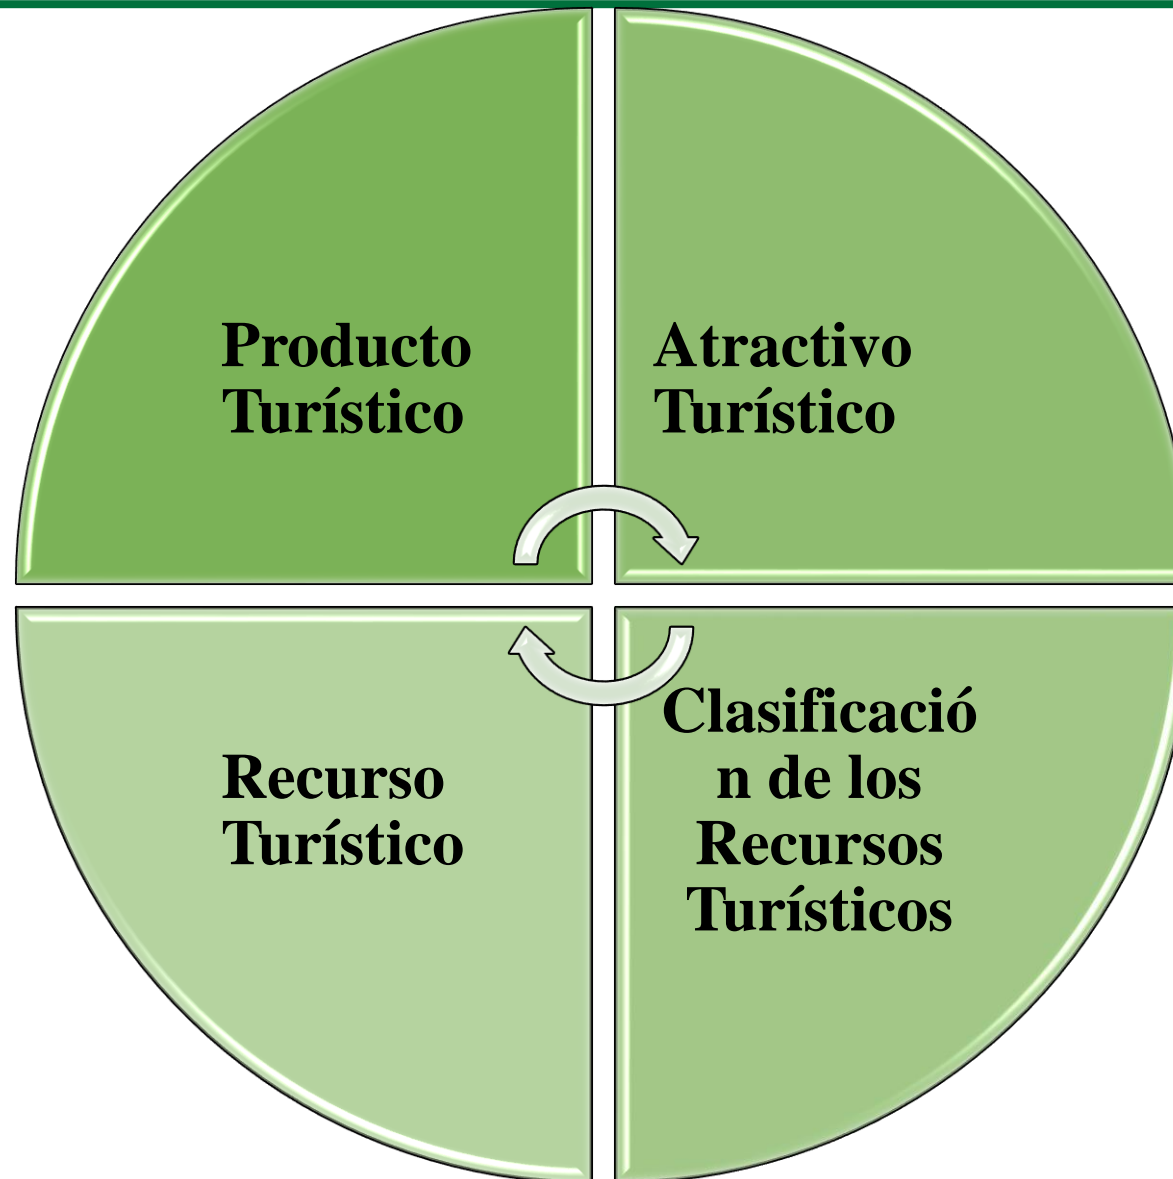 Producto
Turístico
Atractivo
Turístico
Clasificació
n de los
Recursos
Turísticos
Recurso
Turístico